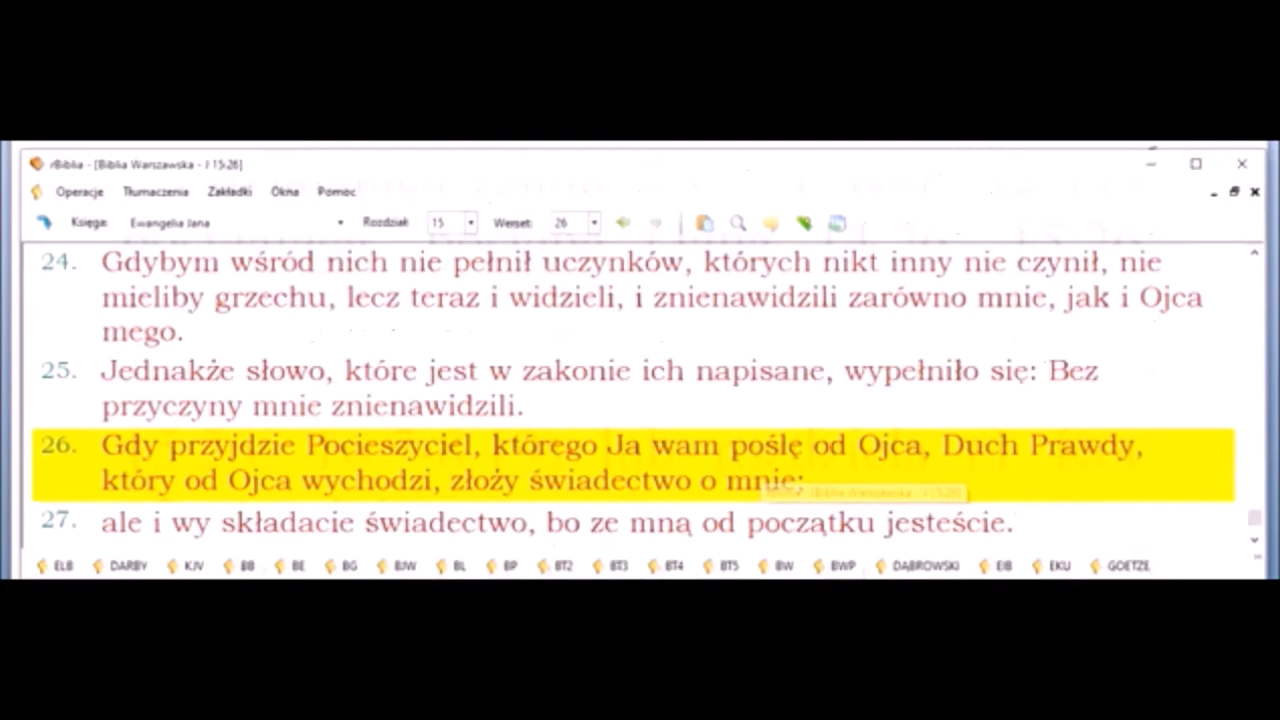 rBiblia - [Biblia Warszawska - J 15:26]
Operacje Tłumaczenia Zakładki Okna Pomoc
Księga: Ewangelia Jana Rozdział: 15 Werset: 26
24. Gdybym wśród nich nie pełnił uczynków, których nikt inny nie czynił, nie
mieliby grzechu, lecz teraz i widzieli, i znienawidzili zarówno mnie, jak i Ojca
mego.
25. Jednakże słowo, które jest w zakonie ich napisane, wypełniło się: Bez
przyczyny mnie znienawidzili.
26. Gdy przyjdzie Pocieszyciel, którego Ja wam poślę od Ojca, Duch Prawdy,
który od Ojca wychodzi, złoży świadectwo o mnie;
27. ale i wy składacie świadectwo, bo ze mną od początku jesteście.
ELB DARBY KJV BB BE BG BJW BL BP BT2 BT3 BT4 BT5 BW BWP DĄBROWSKI EIB EKU GOETZE